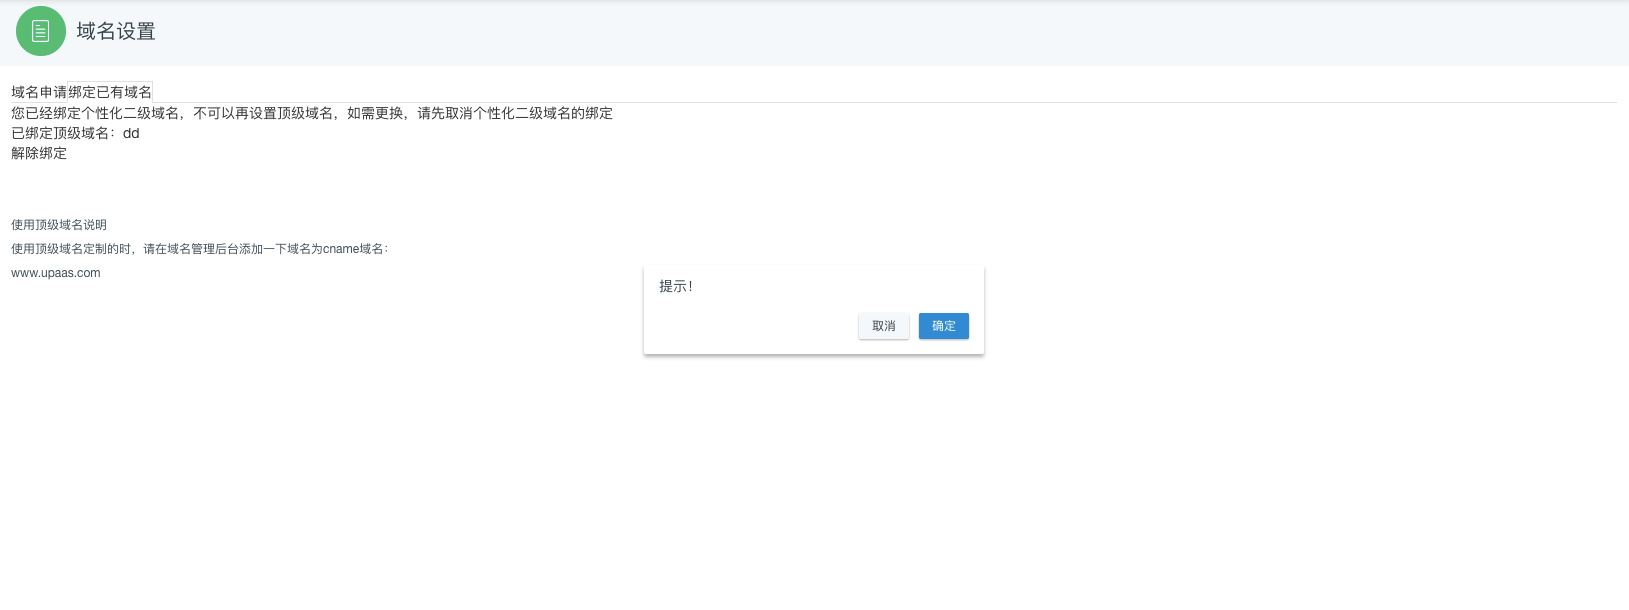 域名设置
域名申请 绑定已有域名
您已经绑定个性化二级域名，不可以再设置顶级域名，如需更换，请先取消个性化二级域名的绑定
已绑定顶级域名：dd
解除绑定
使用顶级域名说明
使用顶级域名定制的时，请在域名管理后台添加一下域名为cname域名：
www.upaas.com
提示！
取消 确定